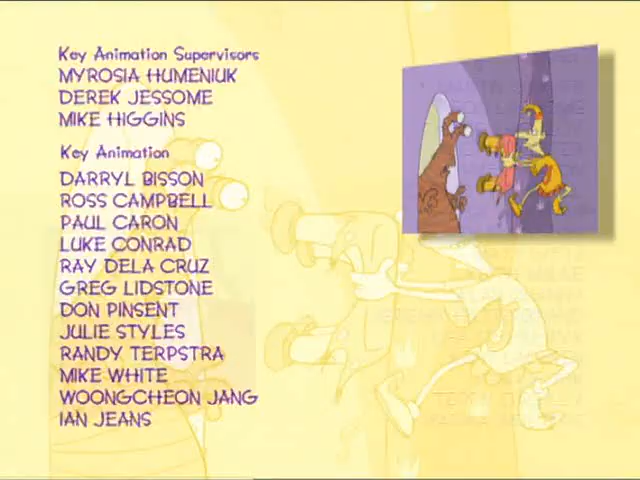 Key Animation Supervisors
MYROSIA HUMENIUK
DEREK JESSOME
MIKE HIGGINS
Key Animation
DARRYL BISSON
ROSS CAMPBELL
PAUL CARON
LUKE CONRAD
RAY DELA CRUZ
GREG LIDSTONE
DON PINSENT
JULIE STYLES
RANDY TERPSTRA
MIKE WHITE
WOONGCHEON JANG
IAN JEANS